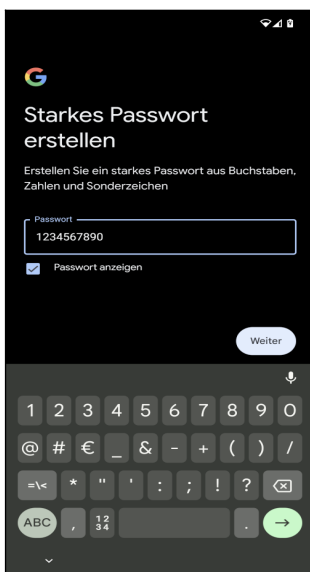 Starkes Passwort
erstellen
Erstellen Sie ein starkes Passwort aus Buchstaben,
Zahlen und Sonderzeichen
Passwort
1234567890
Passwort anzeigen
Weiter
1 2 3 4 5 6 7 8 9 0
@ # € _ & - + ( ) /
=\< * " ' : ; ! ?
ABC , 12 .
34